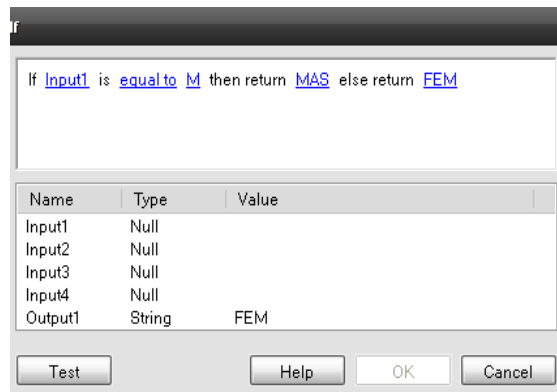 If
If Input1 is equal to M then return MAS else return FEM
Name Type Value
Input1 Null
Input2 Null
Input3 Null
Input4 Null
Output1 String FEM
Test Help OK Cancel